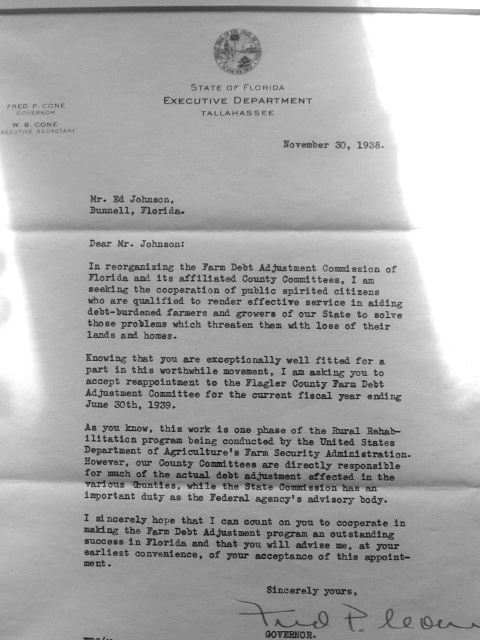 STATE OF FLORIDA
EXECUTIVE DEPARTMENT
TALLAHASSEE
FRED P. CONE
GOVERNOR
W. B. CONE
EXECUTIVE SECRETARY
November 30, 1938.
Mr. Ed Johnson,
Bunnell, Florida.
Dear Mr. Johnson:
In reorganizing the Farm Debt Adjustment Commission of
Florida and its affiliated County Committees, I am
seeking the cooperation of public spirited citizens
who are qualified to render effective service in aiding
debt-burdened farmers and growers of our State to solve
those problems which threaten them with loss of their
lands and homes.
Knowing that you are exceptionally well fitted for a
part in this worthwhile movement, I am asking you to
accept reappointment to the Flagler County Farm Debt
Adjustment Committee for the current fiscal year ending
June 30th, 1939.
As you know, this work is one phase of the Rural Rehab-
ilitation program being conducted by the United States
Department of Agriculture's Farm Security Administration.
However, our County Committees are directly responsible
for much of the actual debt adjustment effected in the
various Counties, while the State Commission has an
important duty as the Federal agency's advisory body.
I sincerely hope that I can count on you to cooperate in
making the Farm Debt Adjustment program an outstanding
success in Florida and that you will advise me, at your
earliest convenience, of your acceptance of this appoint-
ment.
Sincerely yours,
Fred P. Cone
GOVERNOR.